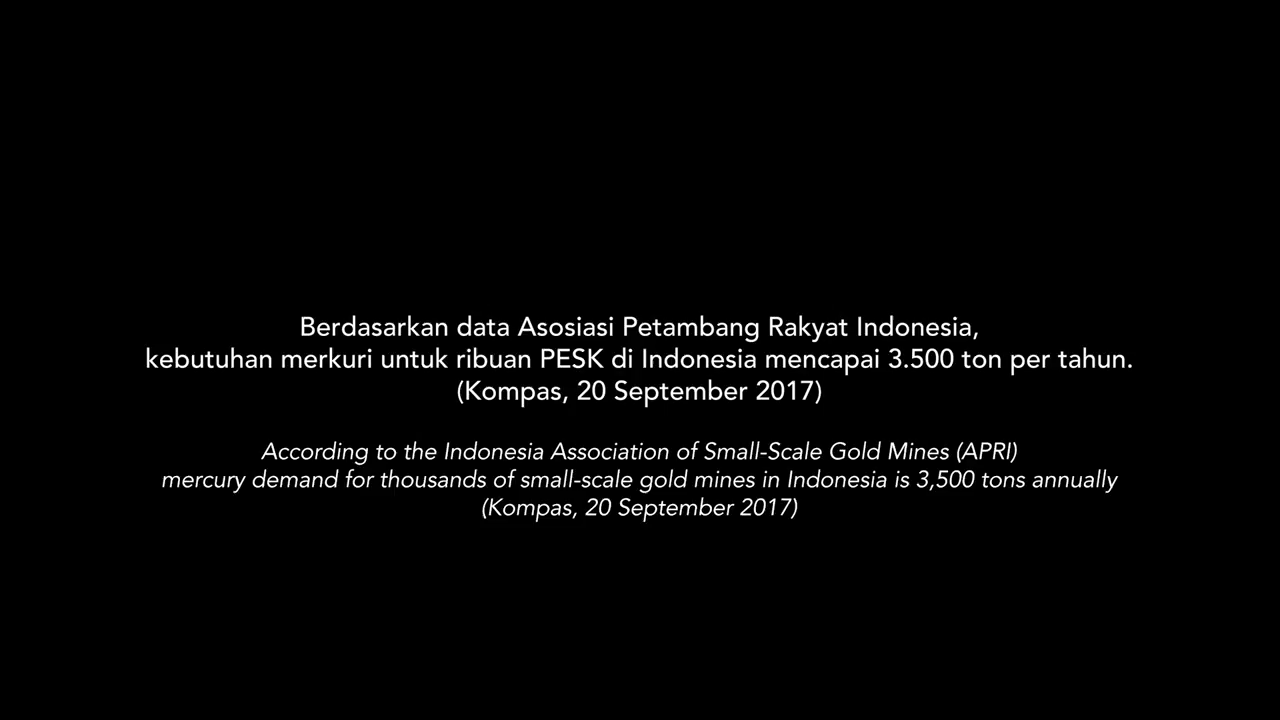 Berdasarkan data Asosiasi Petambang Rakyat Indonesia,
kebutuhan merkuri untuk ribuan PESK di Indonesia mencapai 3.500 ton per tahun.
(Kompas, 20 September 2017)
According to the Indonesia Association of Small-Scale Gold Mines (APRI)
mercury demand for thousands of small-scale gold mines in Indonesia is 3,500 tons annually
(Kompas, 20 September 2017)